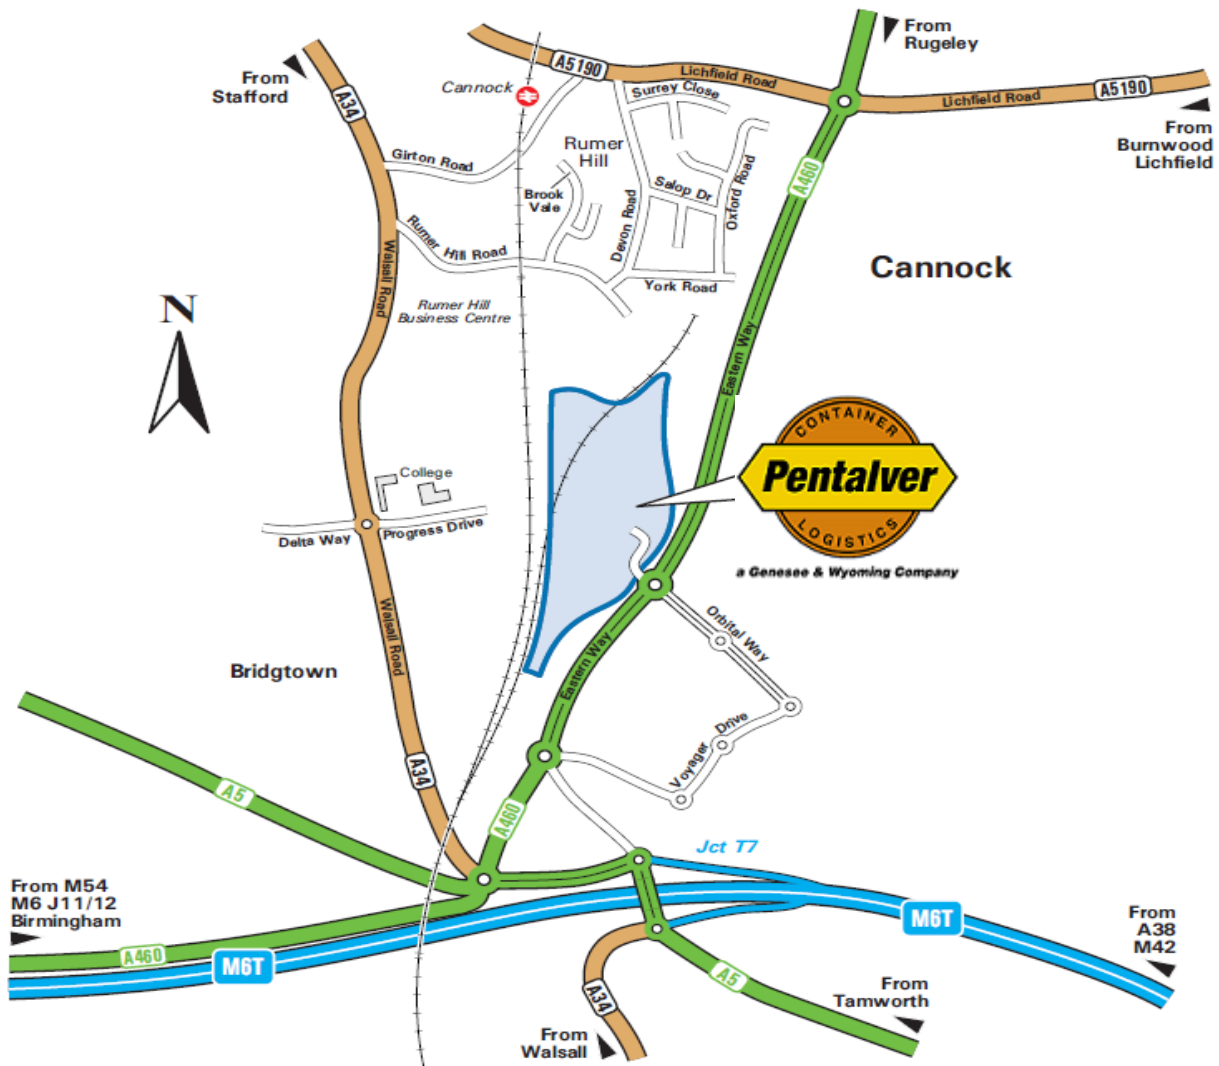 From
Rugeley
From
Stafford
A34
Cannock
A5190
Lichfield Road
Lichfield Road
A5190
From
Burnwood
Lichfield
Surrey Close
Rumer
Hill
Girton Road
Brook
Vale
Salop Dr
Oxford Road
Devon Road
A460
Rumer Hill Road
York Road
Walsall Road
Cannock
N
Rumer Hill
Business Centre
Eastern Way
CONTAINER
Pentalver
LOGISTICS
a Genesee & Wyoming Company
College
Delta Way
Progress Drive
Walsall Road
Orbital Way
Eastern Way
Bridgtown
Voyager Drive
A34
A5
A460
Jct T7
From M54
M6 J11/12
Birmingham
A460
M6T
M6T
From
A38
M42
A5
From
Tamworth
A34
From
Walsall